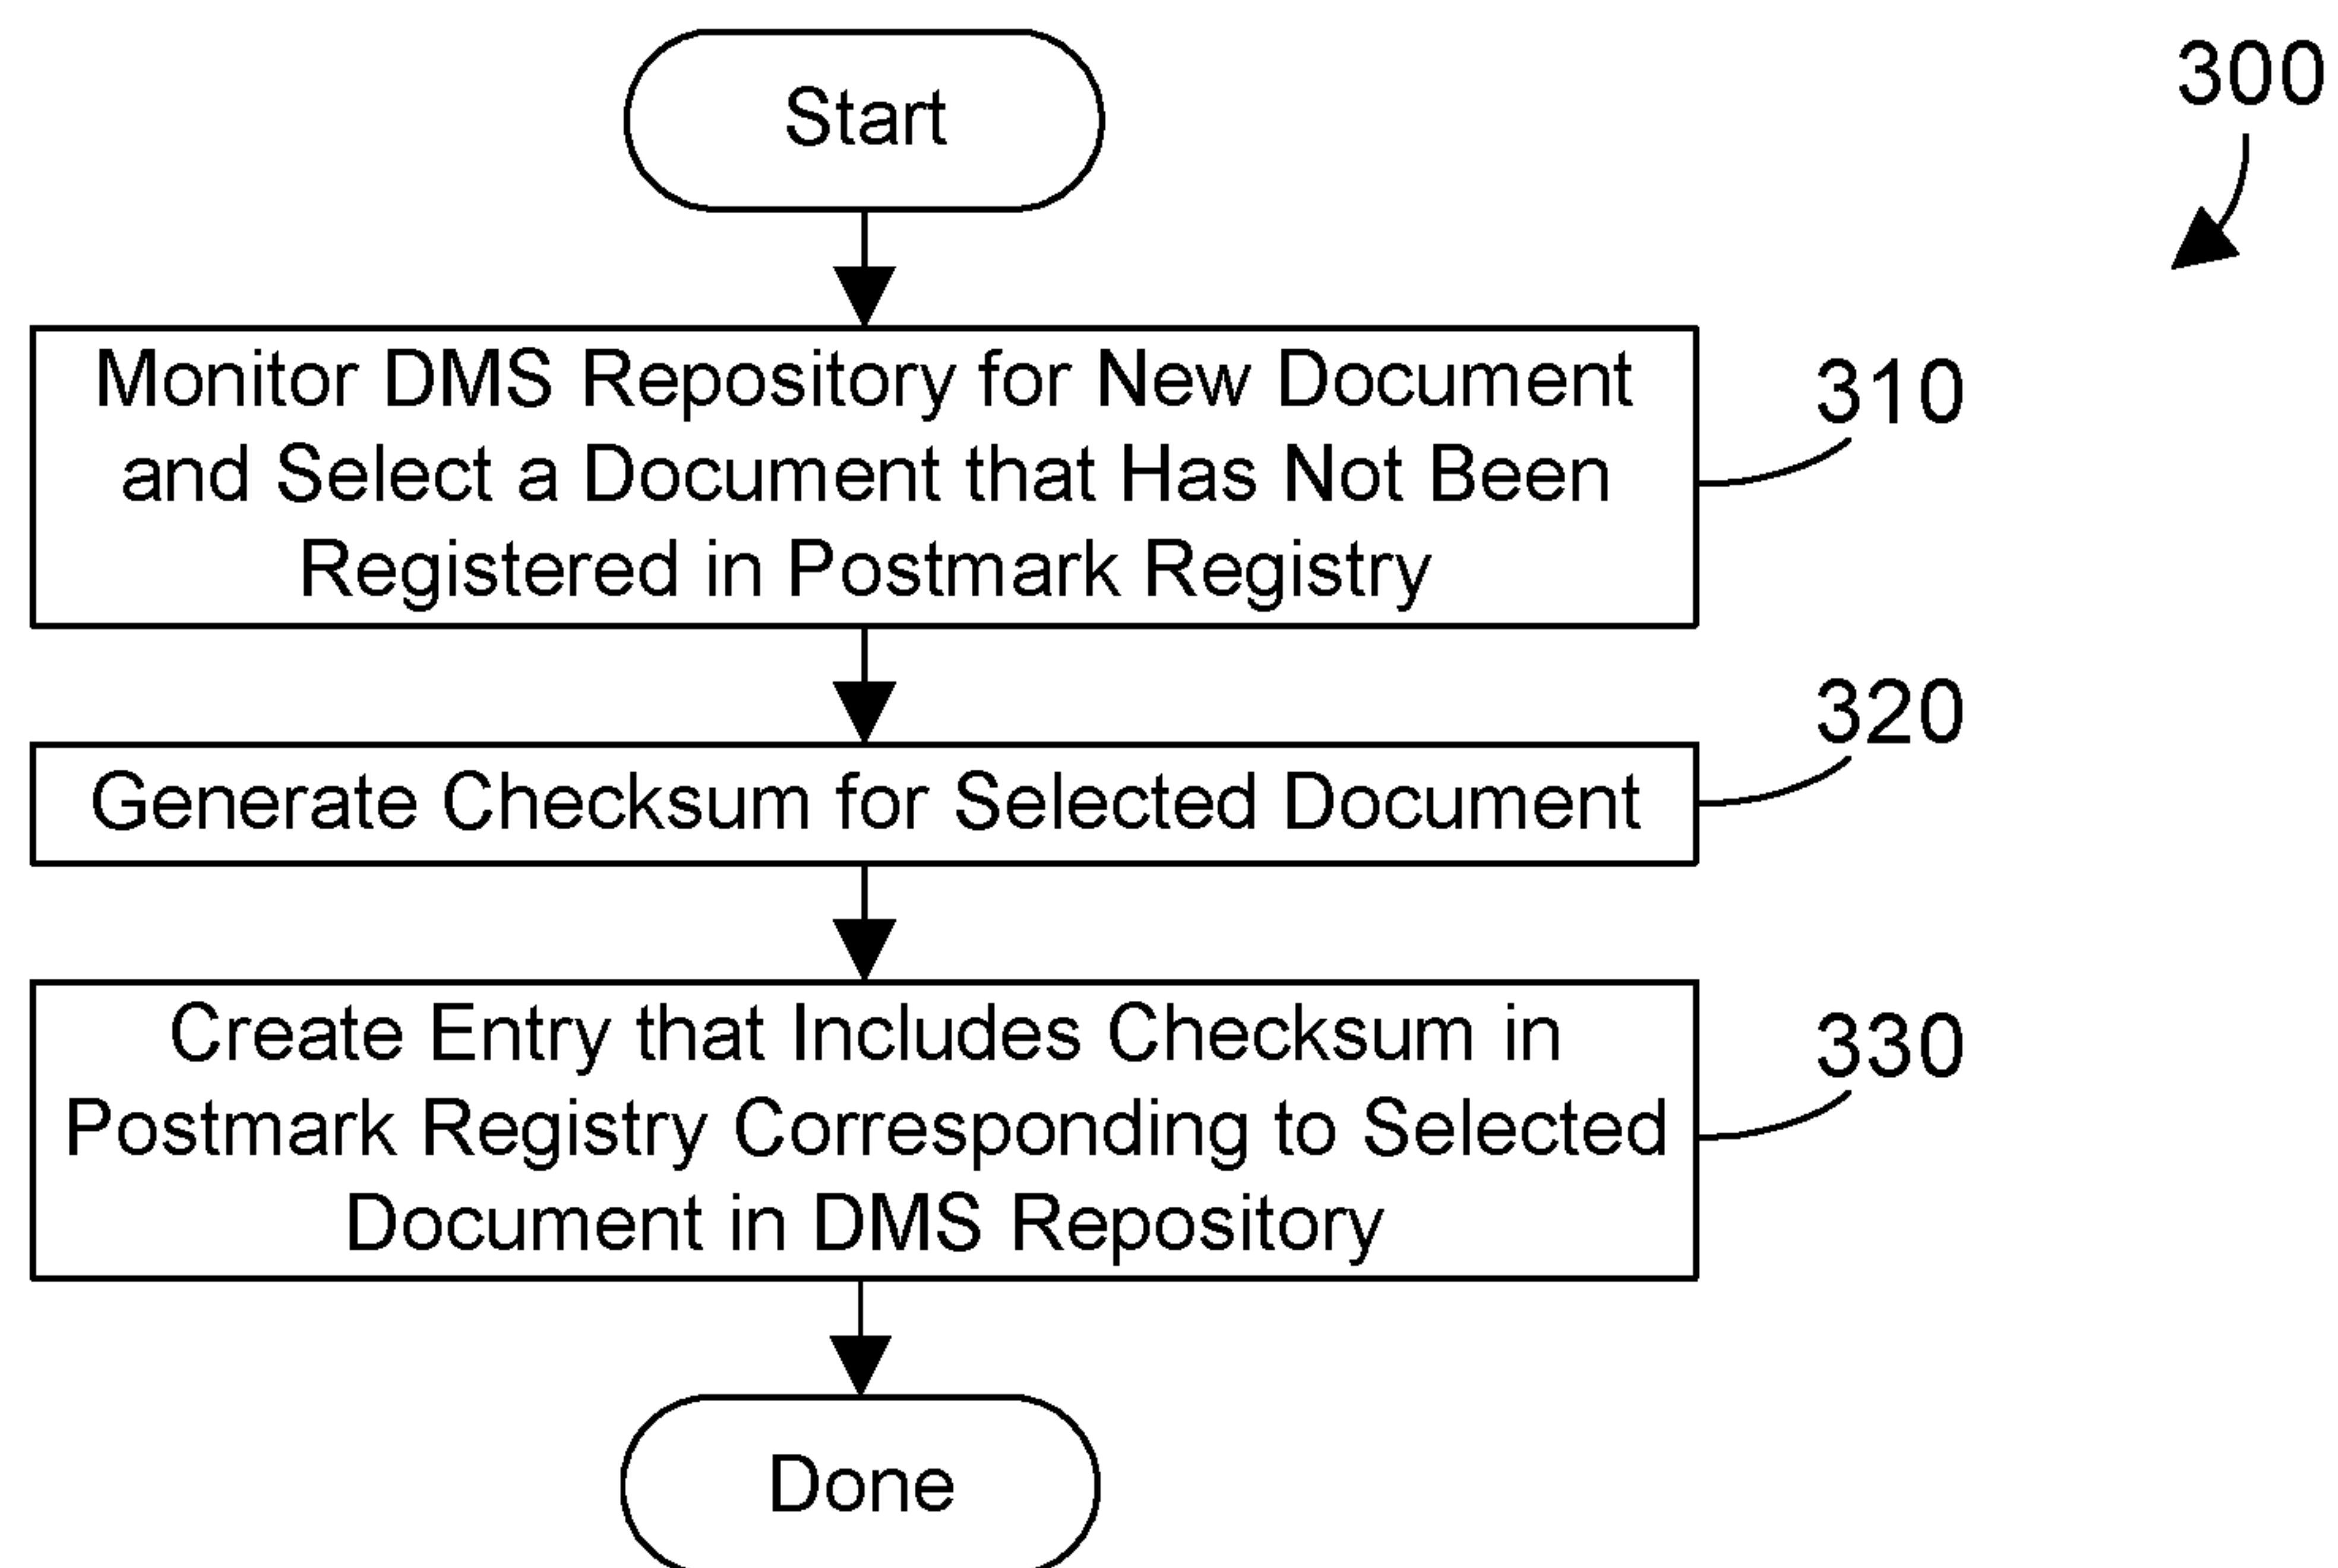 Start
300
Monitor DMS Repository for New Document
and Select a Document that Has Not Been
Registered in Postmark Registry
310
Generate Checksum for Selected Document
320
Create Entry that Includes Checksum in
Postmark Registry Corresponding to Selected
Document in DMS Repository
330
Done